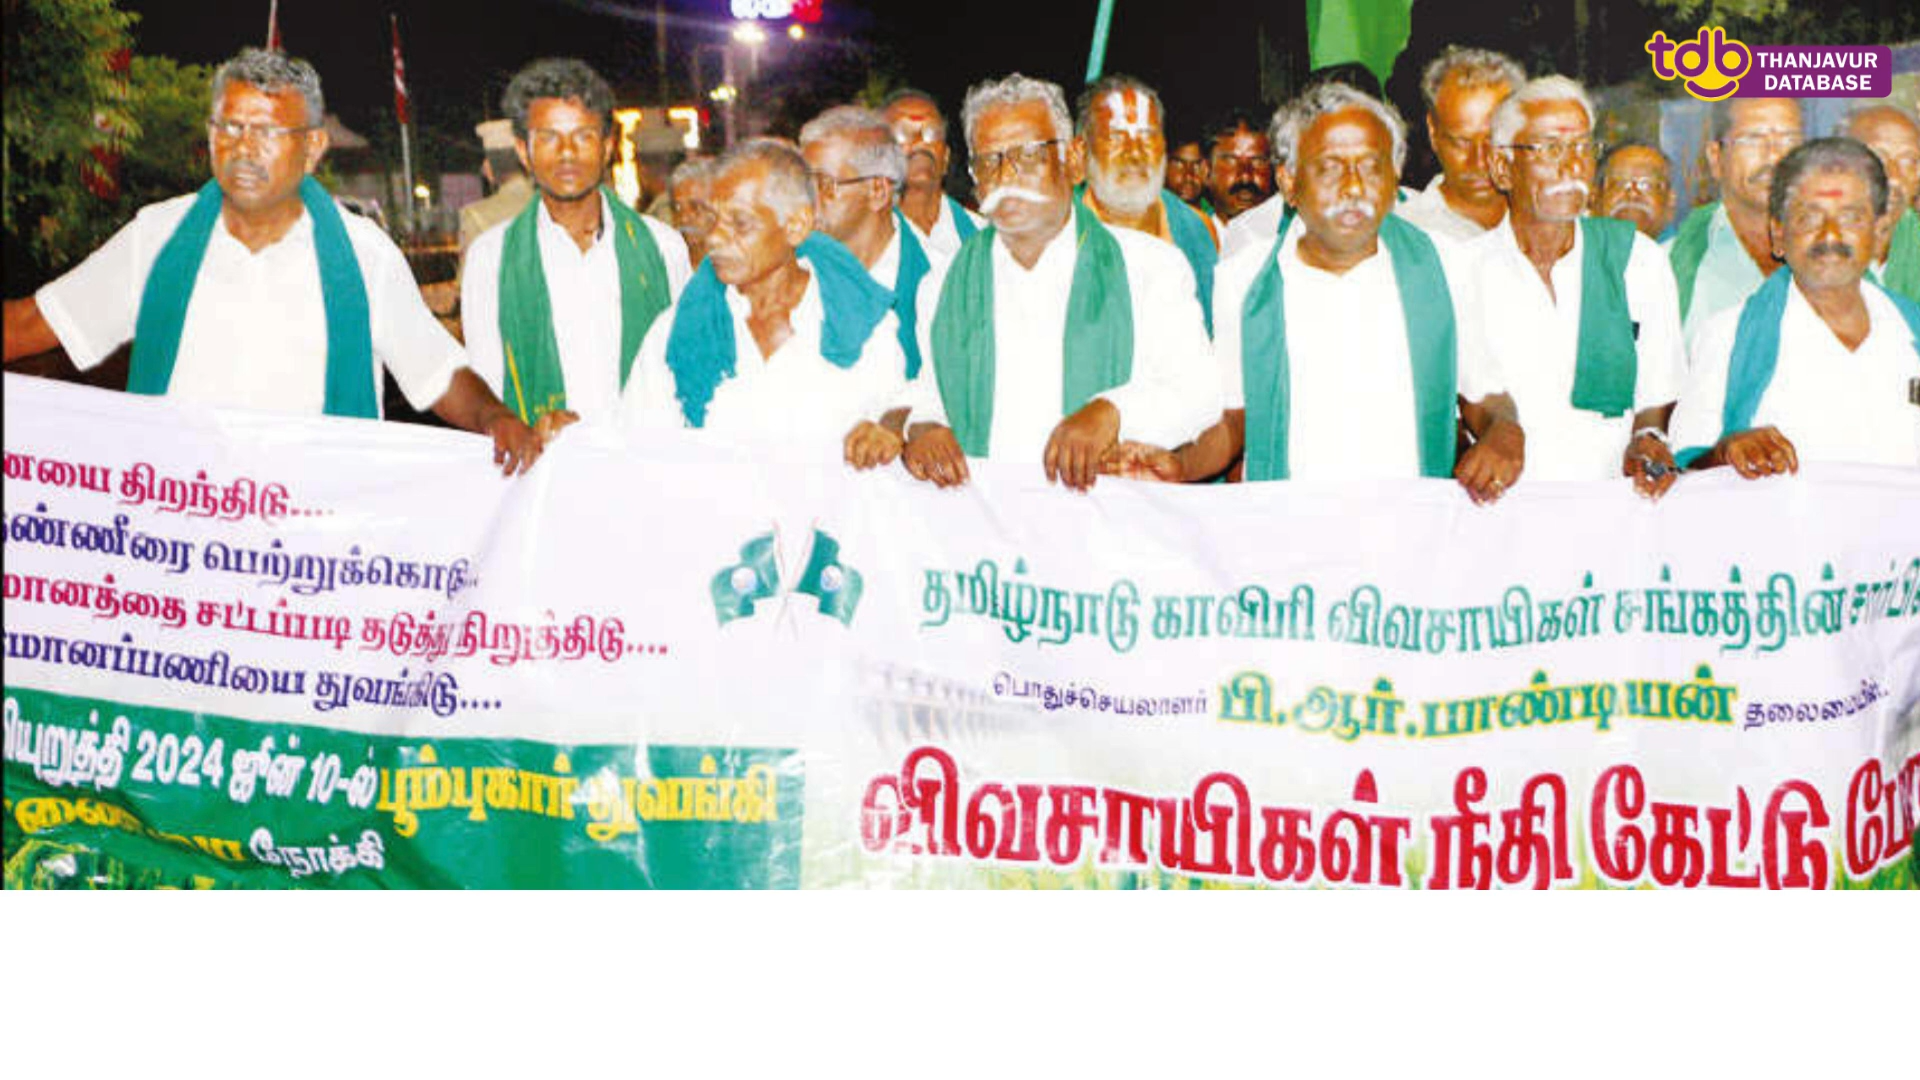 THANJAVUR
DATABASE
tdb
திறந்திடு....
பெற்றுக்கொடு..
சட்டப்படி தடுத்து நிறுத்திடு....
துவங்கிடு....
2024 ஜூன் 10-ல் பூம்புகார் துவங்கி
நோக்கி
தமிழ்நாடு காவிரி விவசாயிகள் சங்கத்தின்
பொதுச்செயலாளர் பி.ஆர்.பாண்டியன்
விவசாயிகள் நீதி கேட்டு